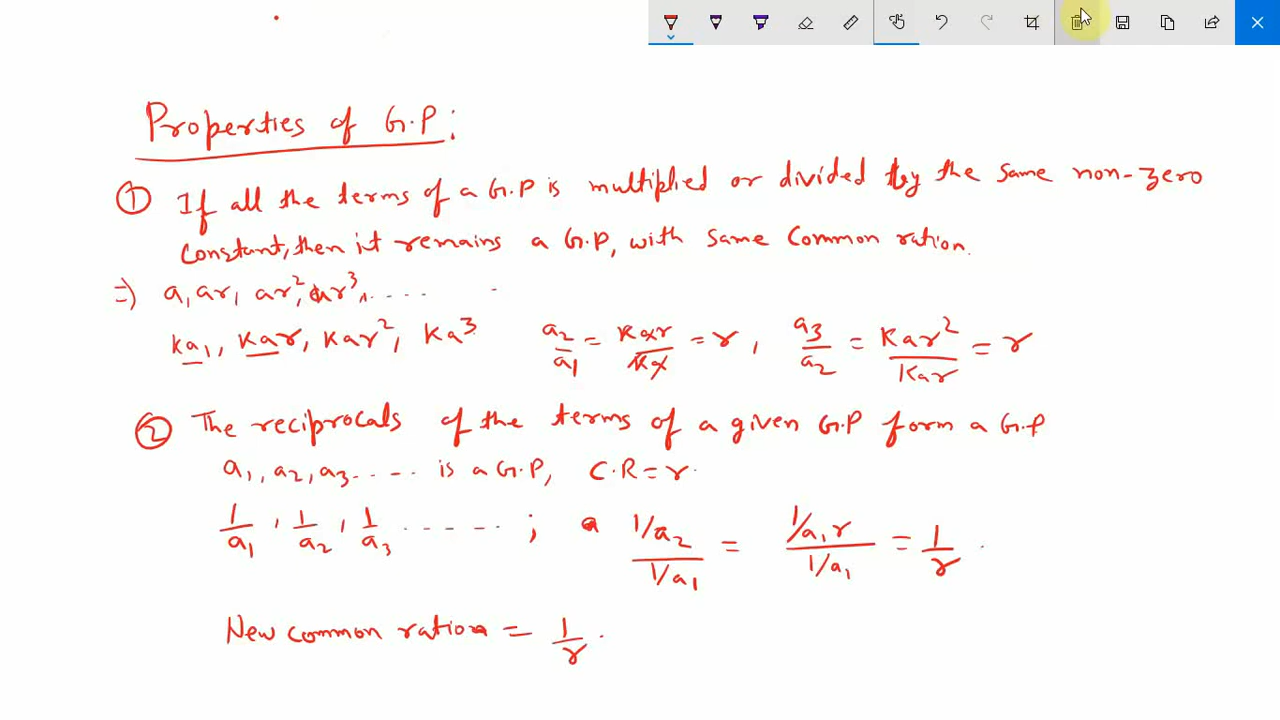 Properties of G.P:
① If all the terms of a G.P is multiplied or divided by the same non-zero
constant, then it remains a G.P, with same common ration.
⇒) a, ar, ar², ar³, ....
ka, kar, kar², ka³ a₂/a₁ = kar/ka = r, a₃/a₂ = kar²/kar = r
② The reciprocals of the terms of a given G.P form a G.P
a₁, a₂, a₃..... is a G.P, C.R = r.
1/a₁, 1/a₂, 1/a₃ ...... ; (1/a₂)/(1/a₁) = (1/a₁r)/(1/a₁) = 1/r .
New common ration = 1/r .